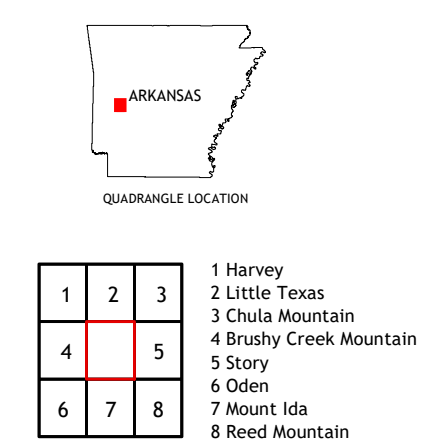 ARKANSAS
QUADRANGLE LOCATION
1 2 3
4 5
6 7 8
1 Harvey
2 Little Texas
3 Chula Mountain
4 Brushy Creek Mountain
5 Story
6 Oden
7 Mount Ida
8 Reed Mountain